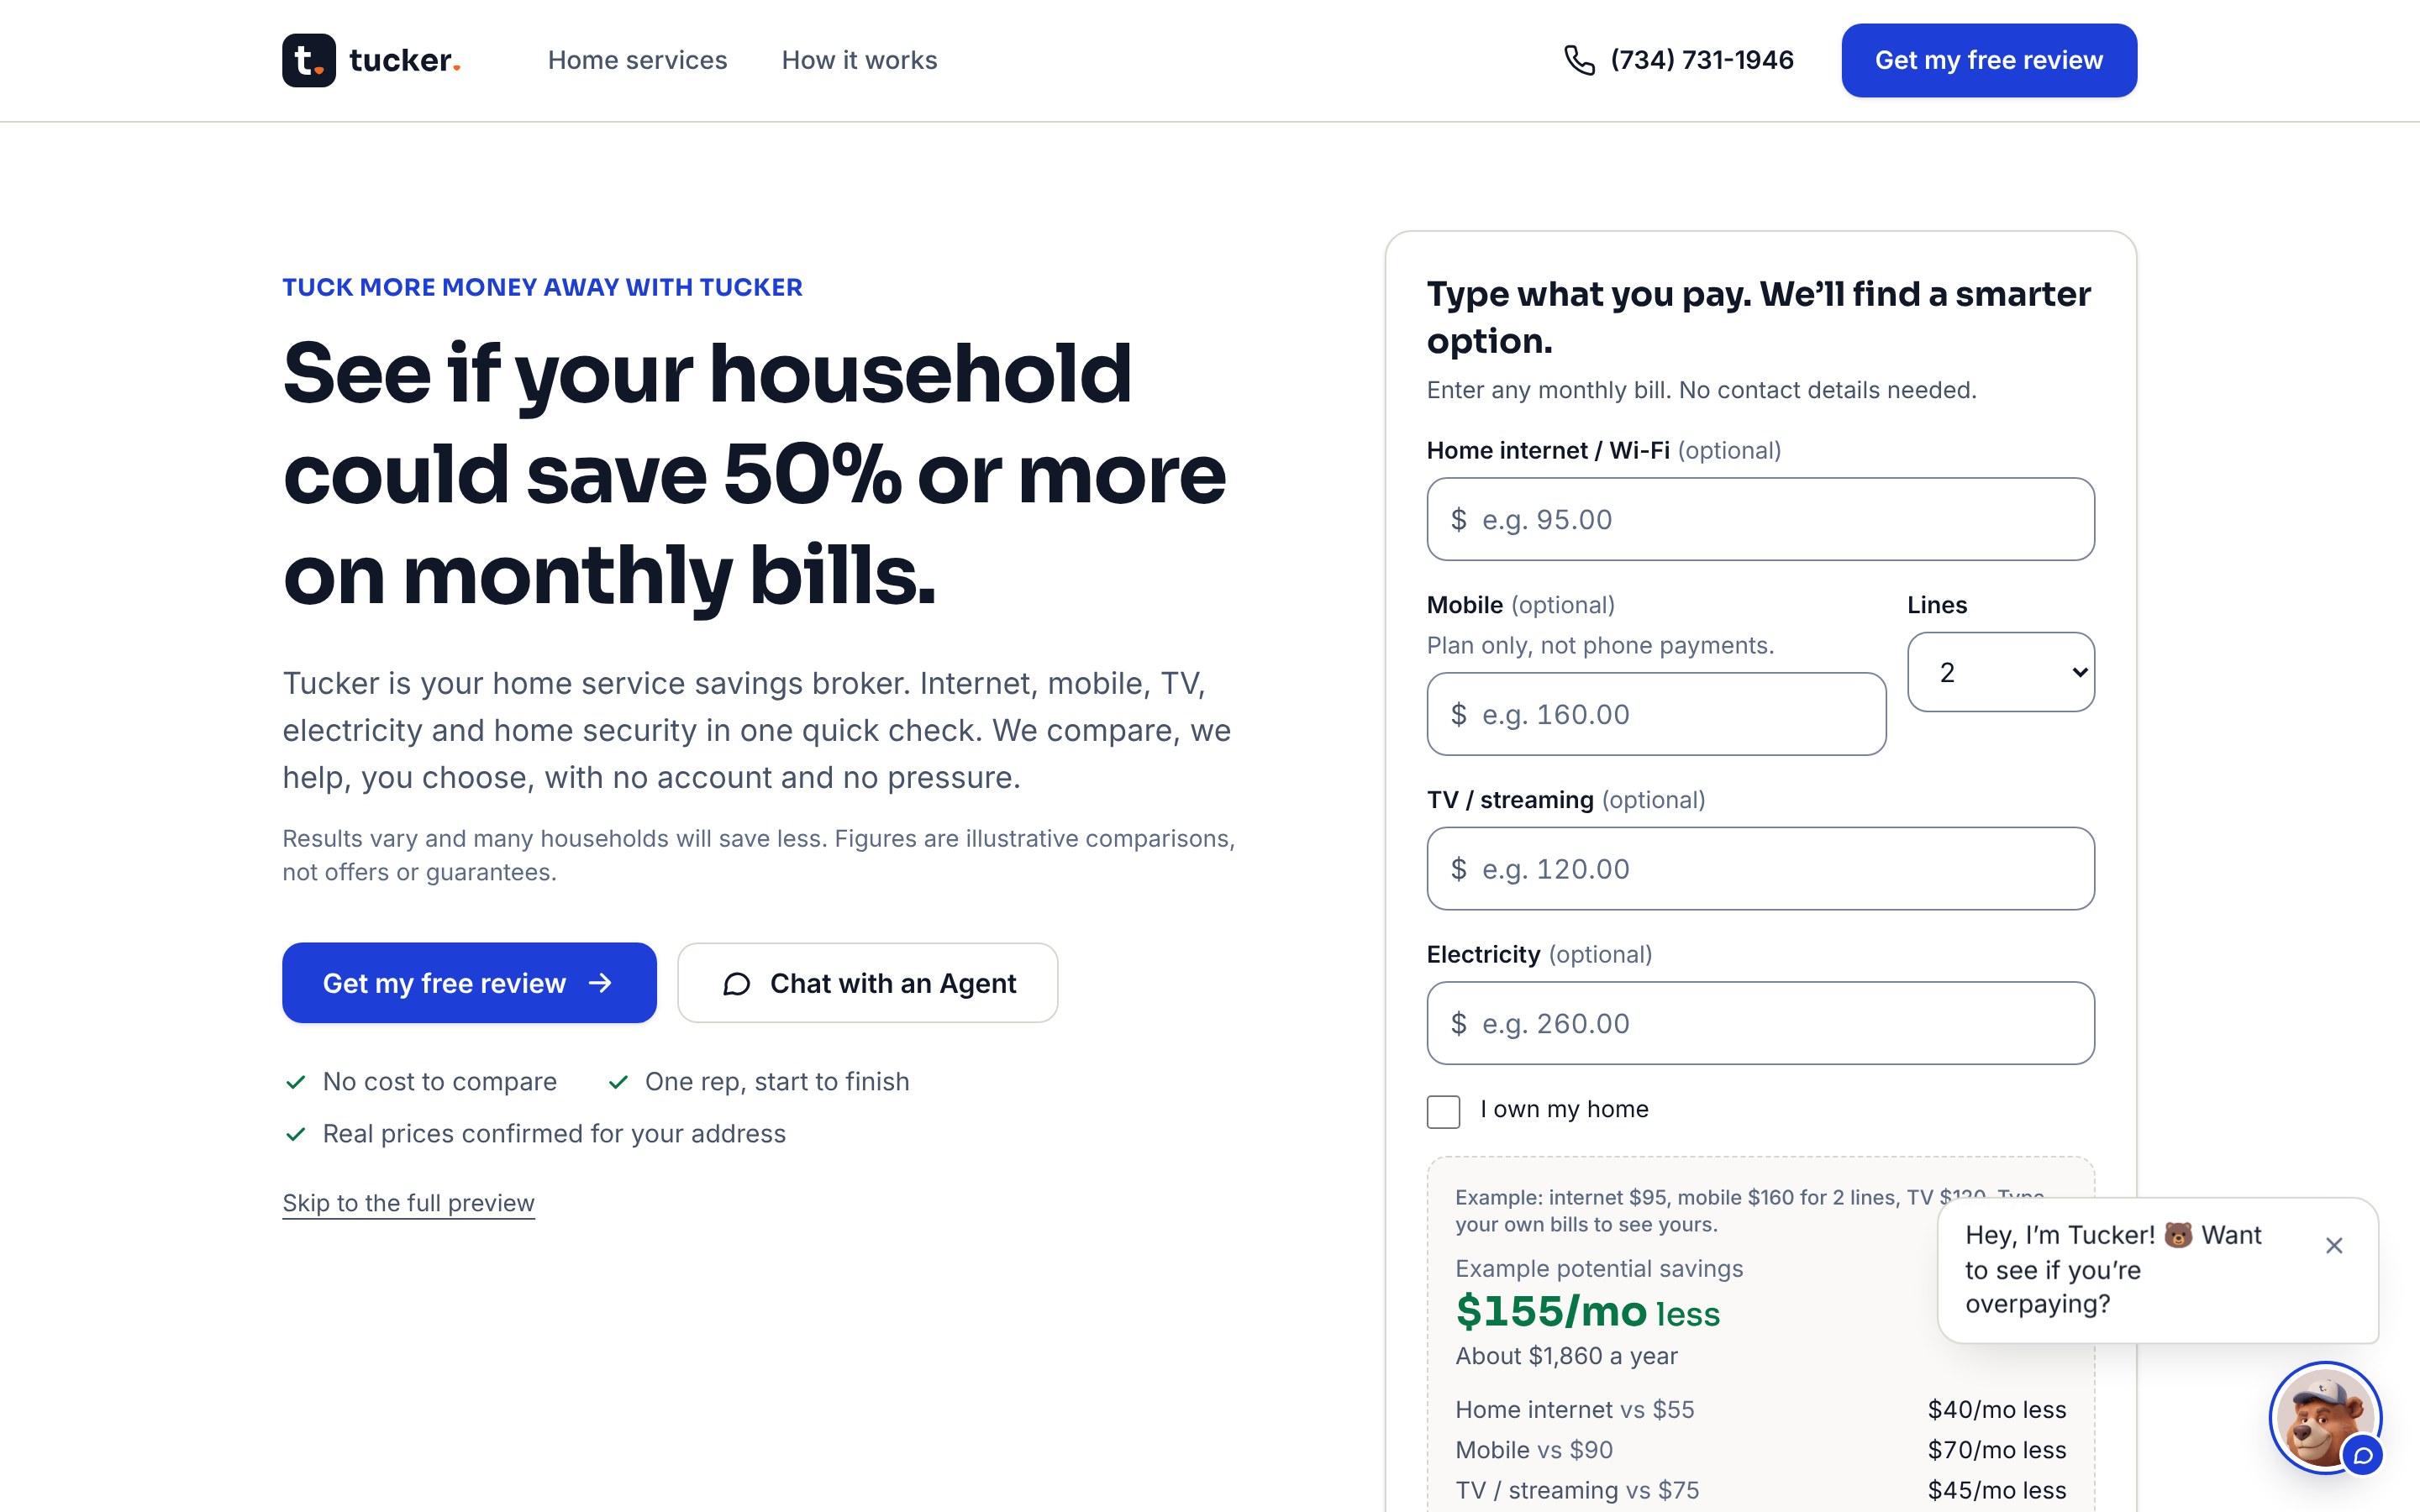 t. tucker.
Home services
How it works
(734) 731-1946
Get my free review
TUCK MORE MONEY AWAY WITH TUCKER
See if your household
could save 50% or more
on monthly bills.
Tucker is your home service savings broker. Internet, mobile, TV,
electricity and home security in one quick check. We compare, we
help, you choose, with no account and no pressure.
Results vary and many households will save less. Figures are illustrative comparisons,
not offers or guarantees.
Get my free review
Chat with an Agent
No cost to compare
One rep, start to finish
Real prices confirmed for your address
Skip to the full preview
Type what you pay. We’ll find a smarter
option.
Enter any monthly bill. No contact details needed.
Home internet / Wi-Fi (optional)
$ e.g. 95.00
Mobile (optional)
Plan only, not phone payments.
$ e.g. 160.00
Lines
2
TV / streaming (optional)
$ e.g. 120.00
Electricity (optional)
$ e.g. 260.00
I own my home
Example: internet $95, mobile $160 for 2 lines, TV $120. Type
your own bills to see yours.
Example potential savings
$155/mo less
About $1,860 a year
Home internet vs $55 $40/mo less
Mobile vs $90 $70/mo less
TV / streaming vs $75 $45/mo less
Hey, I’m Tucker! 🐻 Want
to see if you’re
overpaying?